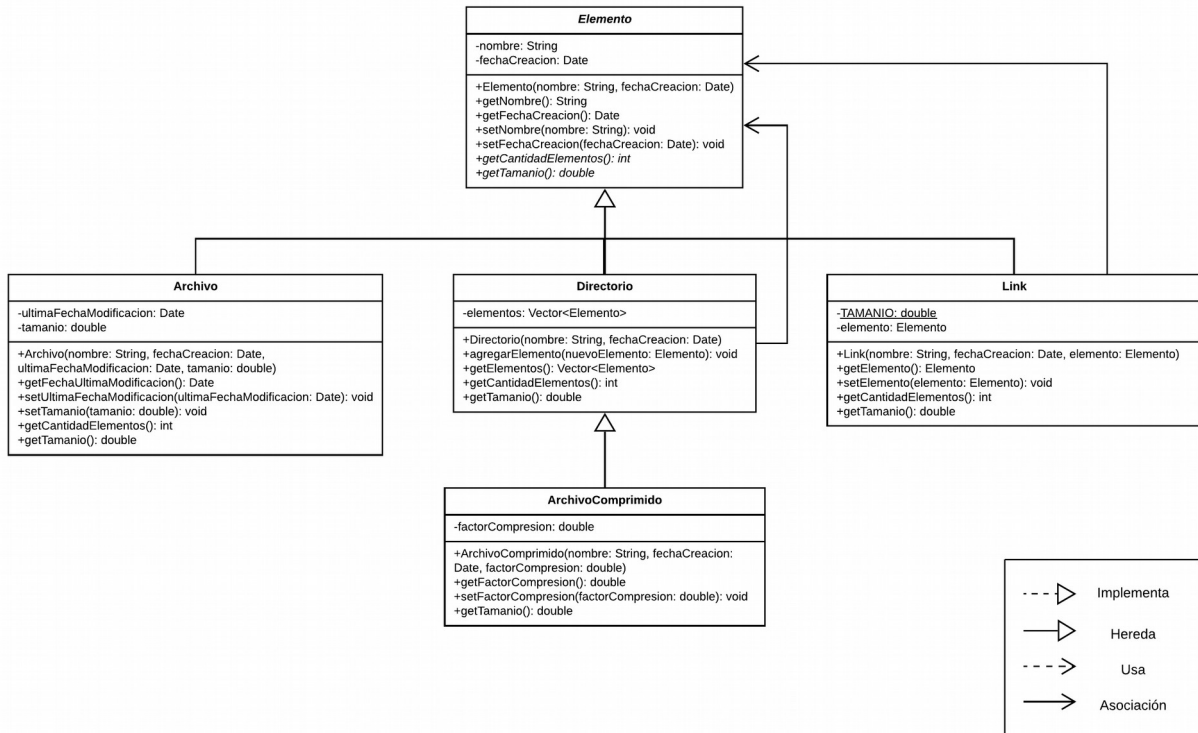 Elemento
-nombre: String
-fechaCreacion: Date
+Elemento(nombre: String, fechaCreacion: Date)
+getNombre(): String
+getFechaCreacion(): Date
+setNombre(nombre: String): void
+setFechaCreacion(fechaCreacion: Date): void
+getCantidadElementos(): int
+getTamanio(): double
Archivo
-ultimaFechaModificacion: Date
-tamanio: double
+Archivo(nombre: String, fechaCreacion: Date,
ultimaFechaModificacion: Date, tamanio: double)
+getFechaUltimaModificacion(): Date
+setUltimaFechaModificacion(ultimaFechaModificacion: Date): void
+setTamanio(tamanio: double): void
+getCantidadElementos(): int
+getTamanio(): double
Directorio
-elementos: Vector<Elemento>
+Directorio(nombre: String, fechaCreacion: Date)
+agregarElemento(nuevoElemento: Elemento): void
+getElementos(): Vector<Elemento>
+getCantidadElementos(): int
+getTamanio(): double
Link
-TAMANIO: double
-elemento: Elemento
+Link(nombre: String, fechaCreacion: Date, elemento: Elemento)
+getElemento(): Elemento
+setElemento(elemento: Elemento): void
+getCantidadElementos(): int
+getTamanio(): double
ArchivoComprimido
-factorCompresion: double
+ArchivoComprimido(nombre: String, fechaCreacion:
Date, factorCompresion: double)
+getFactorCompresion(): double
+setFactorCompresion(factorCompresion: double): void
+getTamanio(): double
Implementa
Hereda
Usa
Asociación